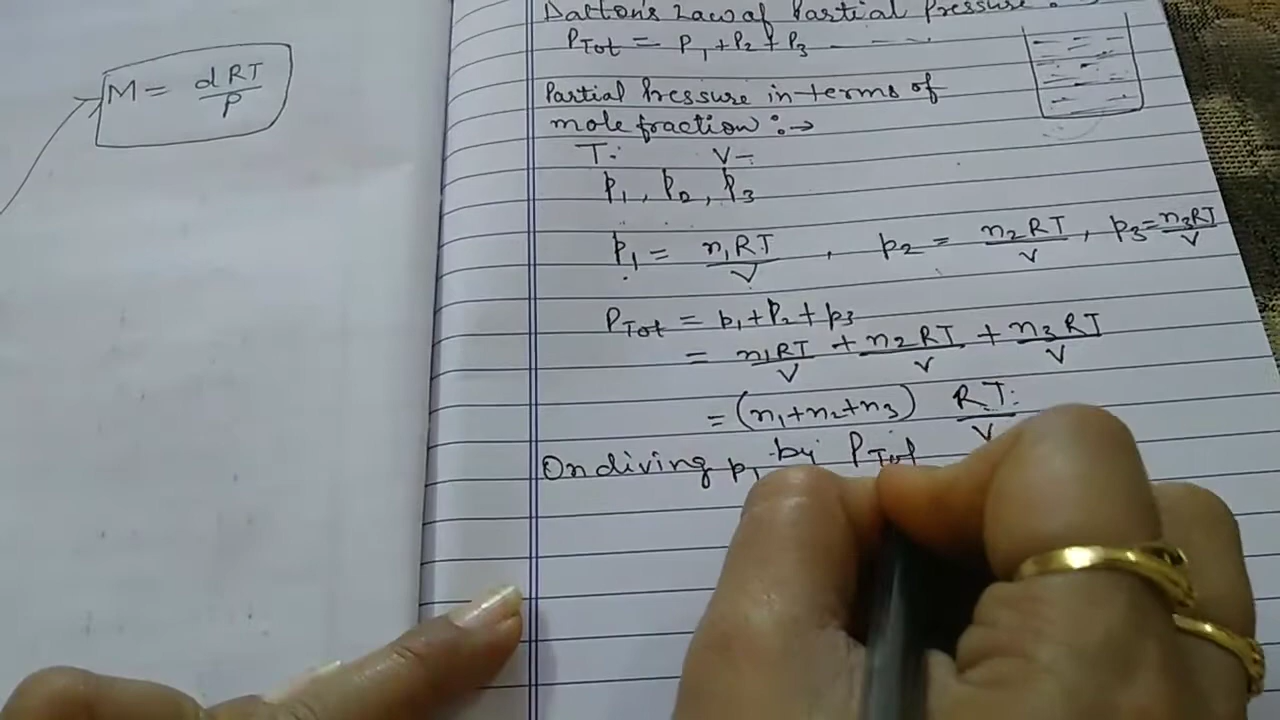 M = dRT/P
Dalton's Law of Partial Pressure :
PTot = P1 + P2 + P3 - - - -
Partial Pressure in terms of
mole fraction :→
T: V-
p1, p2, p3
p1 = n1RT/V , p2 = n2RT/V , p3 = n3RT/V
PTot = p1 + P2 + p3
= n1RT/V + n2RT/V + n3RT/V
= (n1+n2+n3) RT/V
On diving p1 by PTot